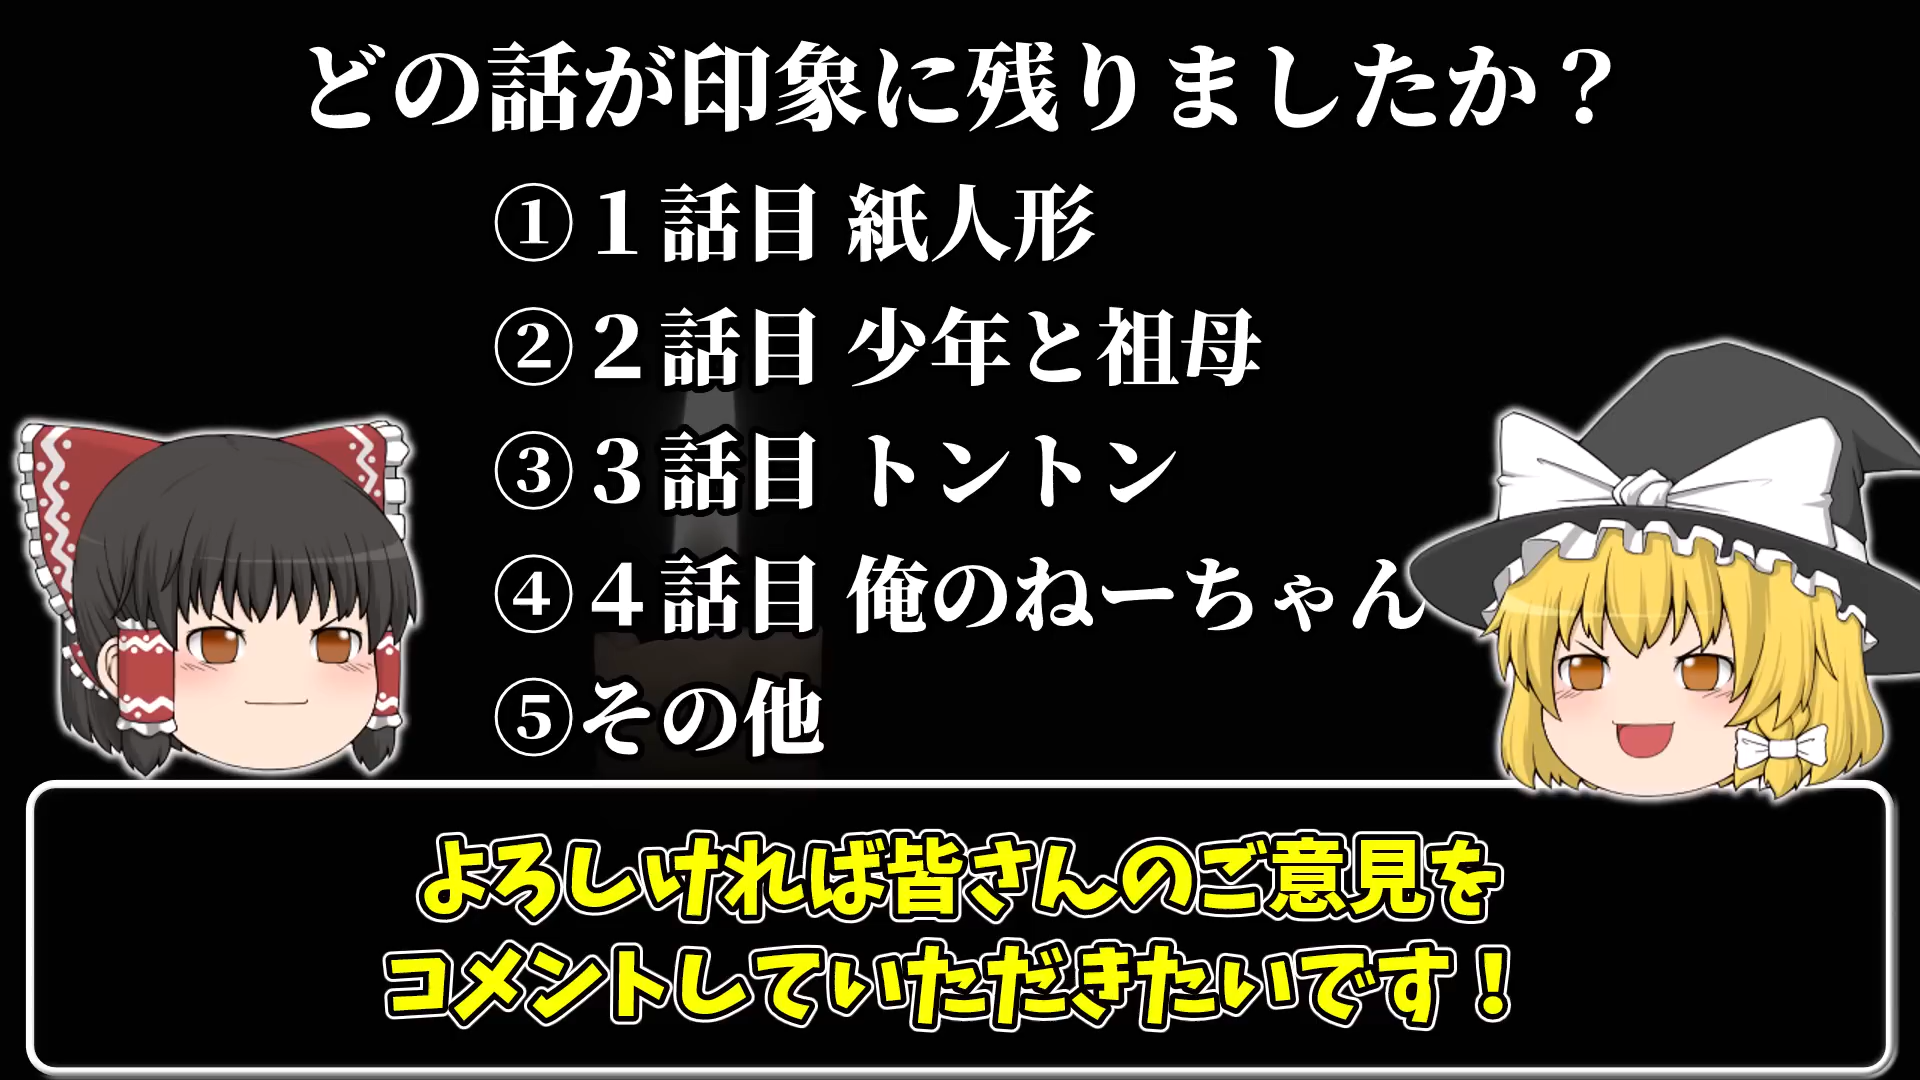 どの話が印象に残りましたか？
①１話目 紙人形
②２話目 少年と祖母
③３話目 トントン
④４話目 俺のねーちゃん
⑤その他
よろしければ皆さんのご意見を
コメントしていただきたいです！